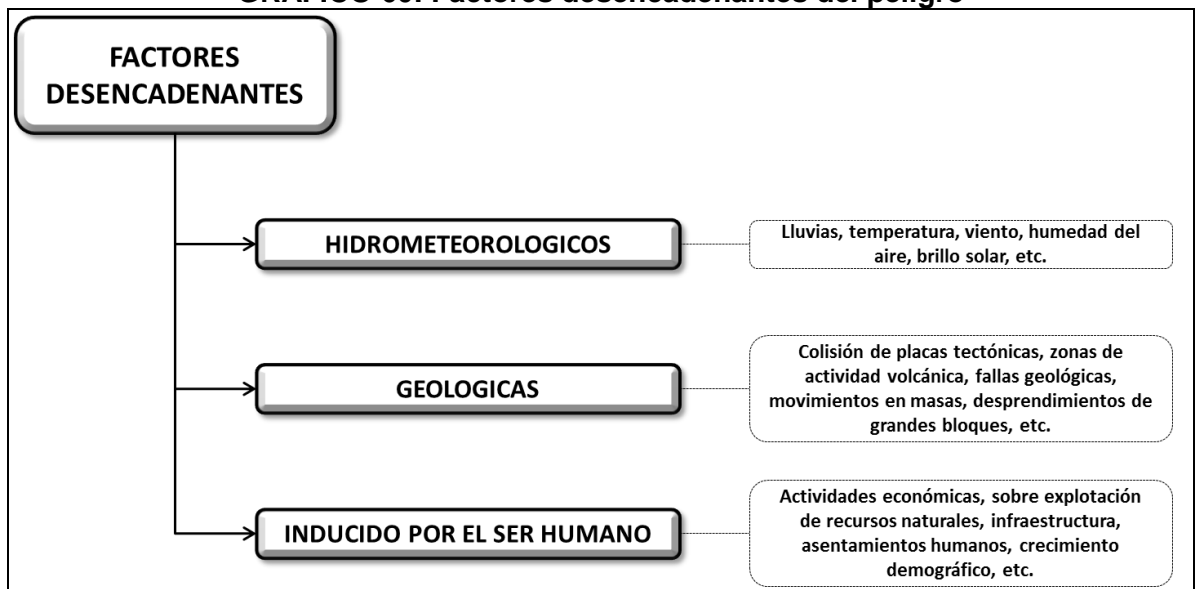 FACTORES
DESENCADENANTES
HIDROMETEOROLOGICOS
Lluvias, temperatura, viento, humedad del
aire, brillo solar, etc.
GEOLOGICAS
Colisión de placas tectónicas, zonas de
actividad volcánica, fallas geológicas,
movimientos en masas, desprendimientos de
grandes bloques, etc.
INDUCIDO POR EL SER HUMANO
Actividades económicas, sobre explotación
de recursos naturales, infraestructura,
asentamientos humanos, crecimiento
demográfico, etc.